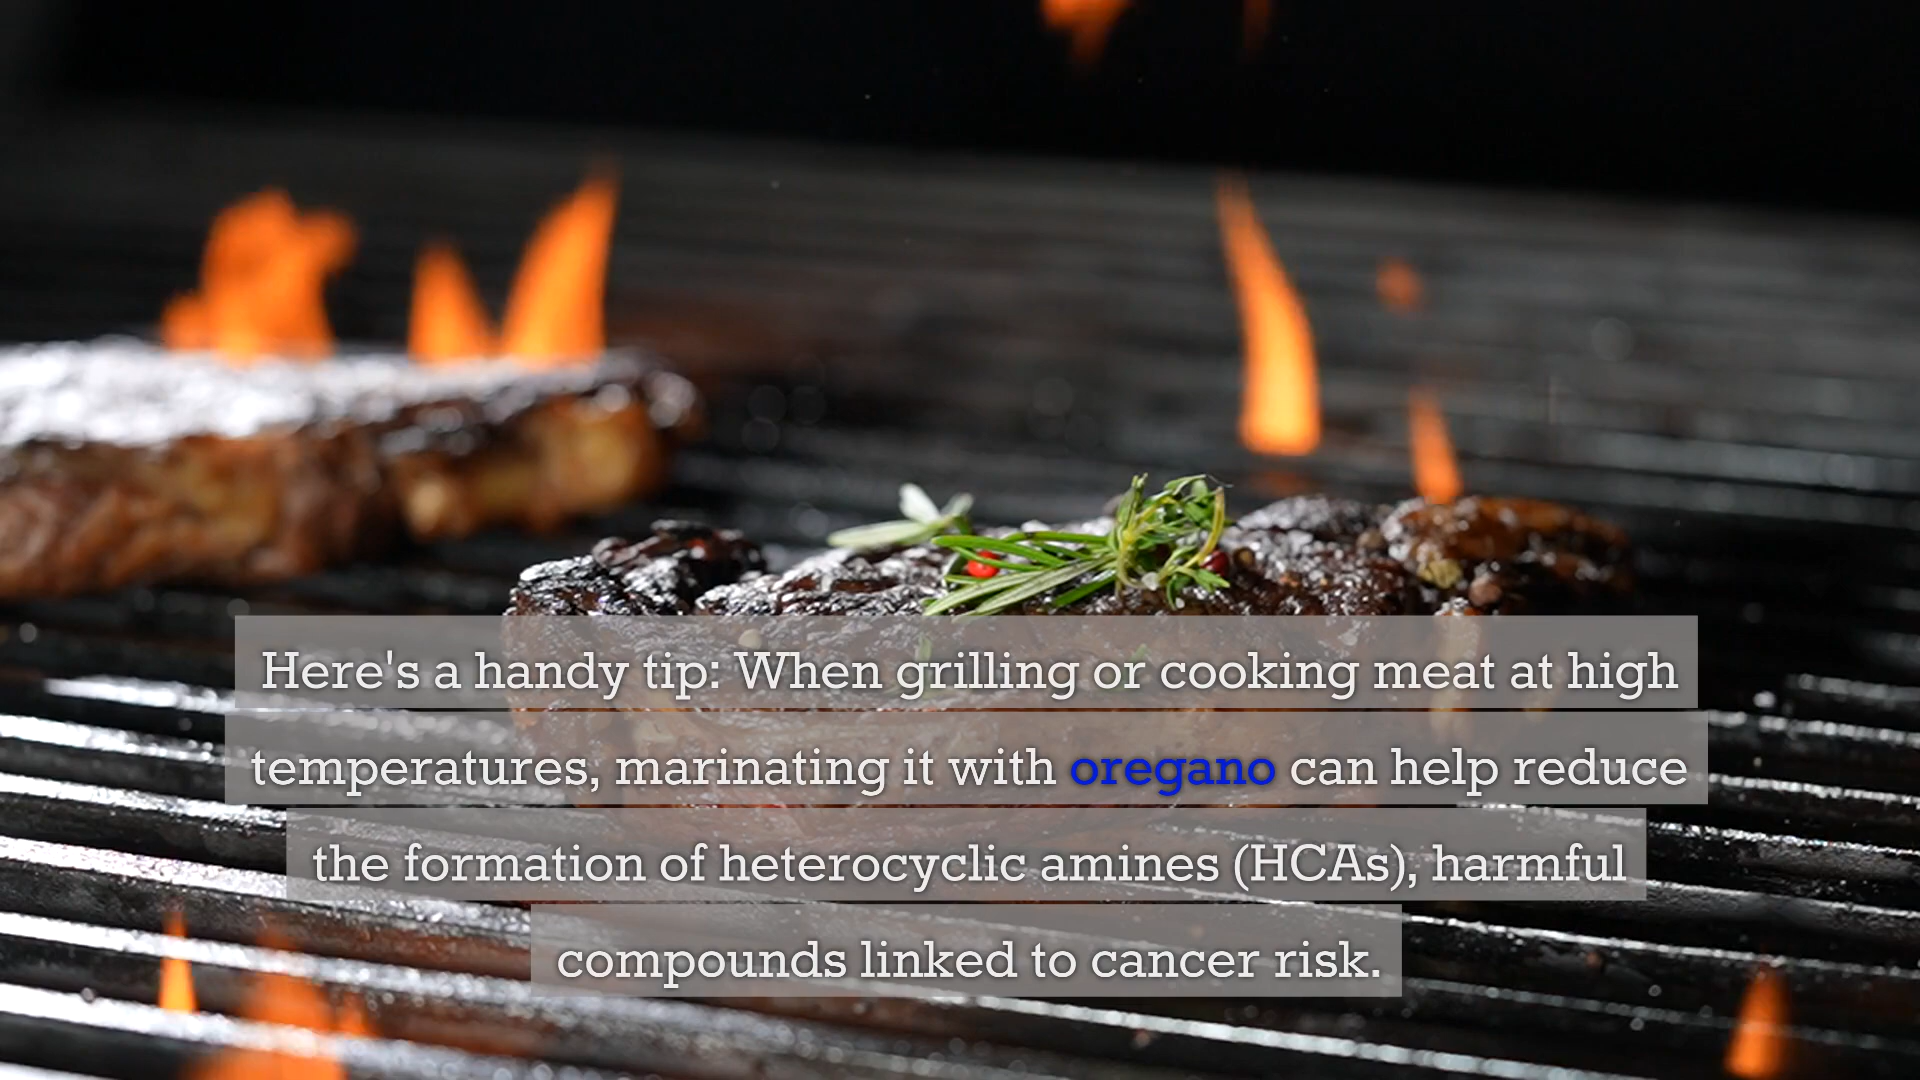 Here's a handy tip: When grilling or cooking meat at high
temperatures, marinating it with oregano can help reduce
the formation of heterocyclic amines (HCAs), harmful
compounds linked to cancer risk.